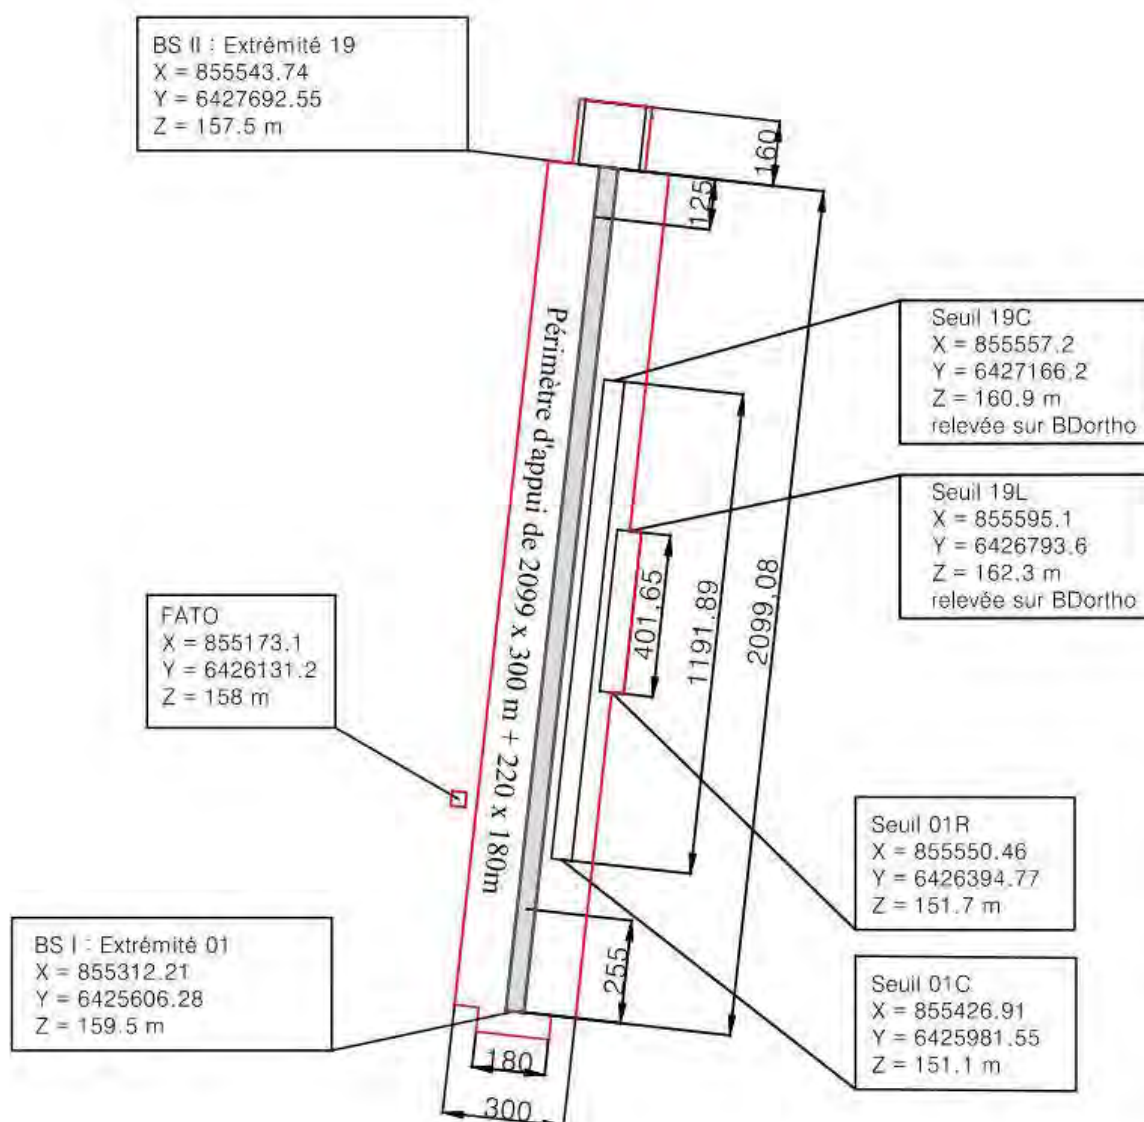 BS II : Extrémité 19
X = 855543.74
Y = 6427692.55
Z = 157.5 m
160
125
Seuil 19C
X = 855557.2
Y = 6427166.2
Z = 160.9 m
relevée sur BDortho
Périmètre d'appui de 2099 x 300 m + 220 x 180m
Seuil 19L
X = 855595.1
Y = 6426793.6
Z = 162.3 m
relevée sur BDortho
401,65
1191.89
2099,08
FATO
X = 855173.1
Y = 6426131.2
Z = 158 m
Seuil 01R
X = 855550.46
Y = 6426394.77
Z = 151.7 m
BS I : Extrémité 01
X = 855312.21
Y = 6425606.28
Z = 159.5 m
255
Seuil 01C
X = 855426.91
Y = 6425981.55
Z = 151.1 m
180
300